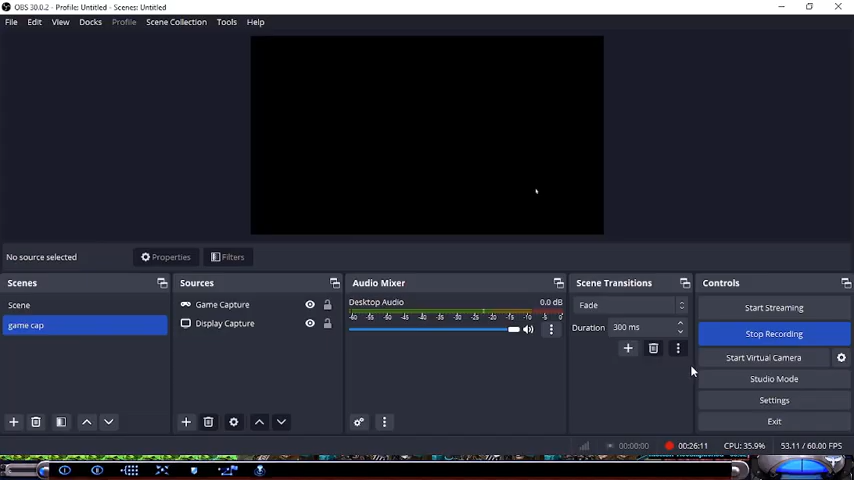 OBS 30.0.2 - Profile: Untitled - Scenes: Untitled
File Edit View Docks Profile Scene Collection Tools Help
No source selected Properties Filters
Scenes Sources Audio Mixer Scene Transitions Controls
Scene
game cap
Game Capture
Display Capture
Desktop Audio 0.0 dB
-60 -55 -50 -45 -40 -35 -30 -25 -20 -15 -10 -5 0
Fade
Duration 300 ms
Start Streaming
Stop Recording
Start Virtual Camera
Studio Mode
Settings
Exit
00:00:00 00:26:11 CPU: 35.9% 53.11 / 60.00 FPS